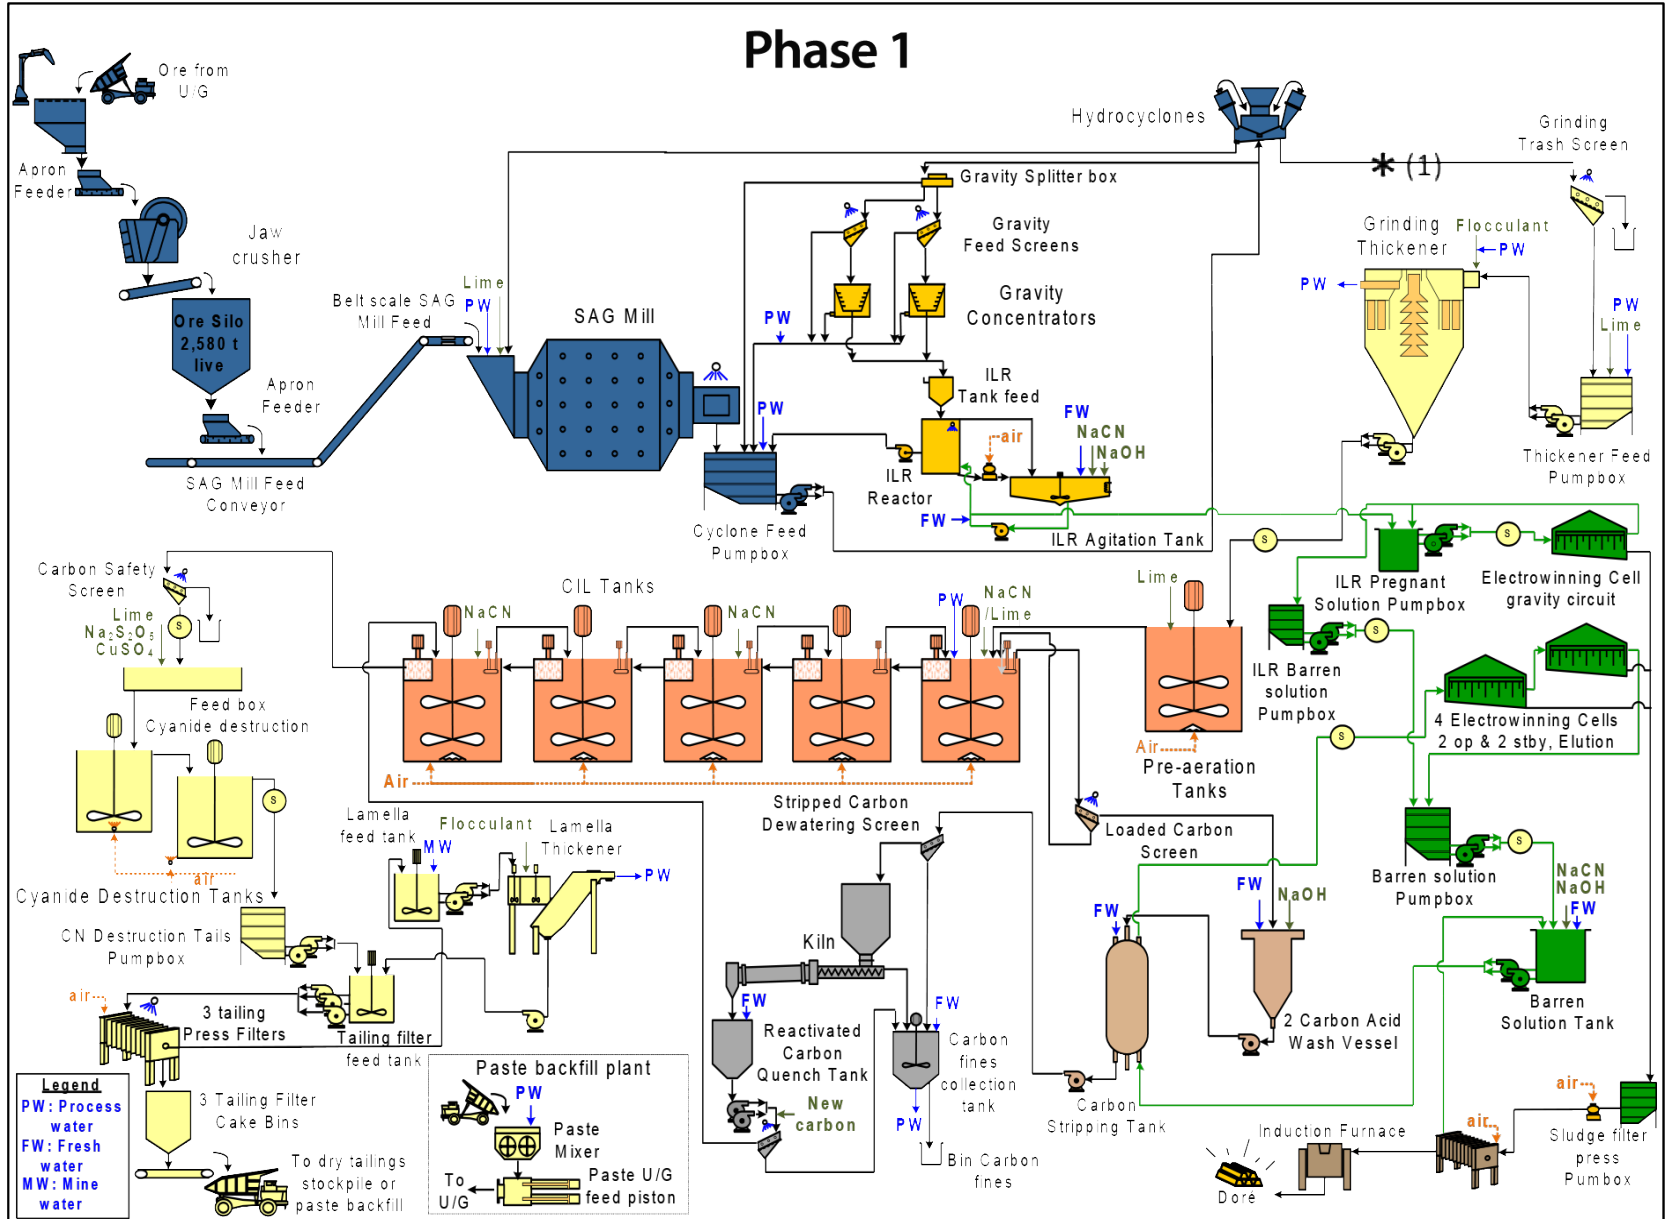 Phase 1
Ore from
U/G
Apron
Feeder
Jaw
crusher
Ore Silo
2,580 t
live
Apron
Feeder
SAG Mill Feed
Conveyor
Belt scale SAG
Mill Feed
Lime
PW
SAG Mill
PW
PW
Cyclone Feed
Pumpbox
Hydrocyclones
Gravity Splitter box
Gravity
Feed Screens
Gravity
Concentrators
ILR
Tank feed
ILR
Reactor
air
FW
NaCN
NaOH
FW
ILR Agitation Tank
* (1)
Grinding
Trash Screen
Grinding
Thickener
Flocculant
PW
PW
PW
Lime
Thickener Feed
Pumpbox
S
S
ILR Pregnant
Solution Pumpbox
Electrowinning Cell
gravity circuit
S
ILR Barren
solution
Pumpbox
4 Electrowinning Cells
2 op & 2 stby, Elution
S
Barren solution
Pumpbox
S
NaCN
NaOH
FW
Barren
Solution Tank
Carbon Safety
Screen
Lime
Na2S2O5
CuSO4
S
Feed box
Cyanide destruction
CIL Tanks
NaCN
NaCN
PW
NaCN
/Lime
Lime
Air
Air
Pre-aeration
Tanks
S
air
Cyanide Destruction Tanks
CN Destruction Tails
Pumpbox
Lamella
feed tank
MW
Flocculant
Lamella
Thickener
PW
Stripped Carbon
Dewatering Screen
Loaded Carbon
Screen
Kiln
FW
FW
Reactivated
Carbon
Quench Tank
New
carbon
Carbon
fines
collection
tank
PW
Bin Carbon
fines
FW
Carbon
Stripping Tank
FW
NaOH
2 Carbon Acid
Wash Vessel
air
3 tailing
Press Filters
Tailing filter
feed tank
3 Tailing Filter
Cake Bins
To dry tailings
stockpile or
paste backfill
Legend
PW: Process
water
FW: Fresh
water
MW: Mine
water
Paste backfill plant
PW
Paste
Mixer
To
U/G
Paste U/G
feed piston
air
Sludge filter
press
Pumbox
air
Induction Furnace
Doré